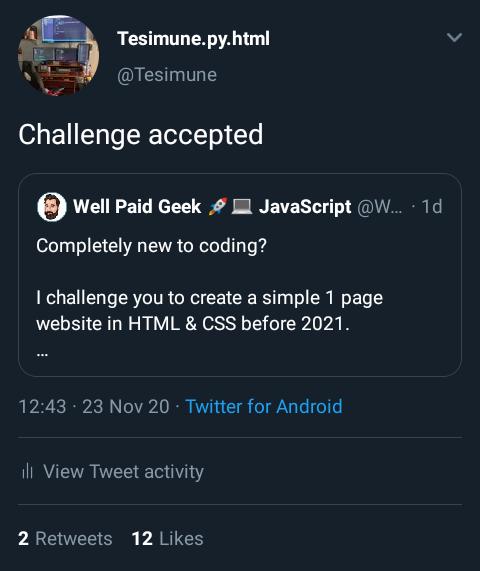 Tesimune.py.html
@Tesimune
Challenge accepted
Well Paid Geek 🚀💻 JavaScript @W... · 1d
Completely new to coding?
I challenge you to create a simple 1 page
website in HTML & CSS before 2021.
...
12:43 · 23 Nov 20 · Twitter for Android
View Tweet activity
2 Retweets 12 Likes